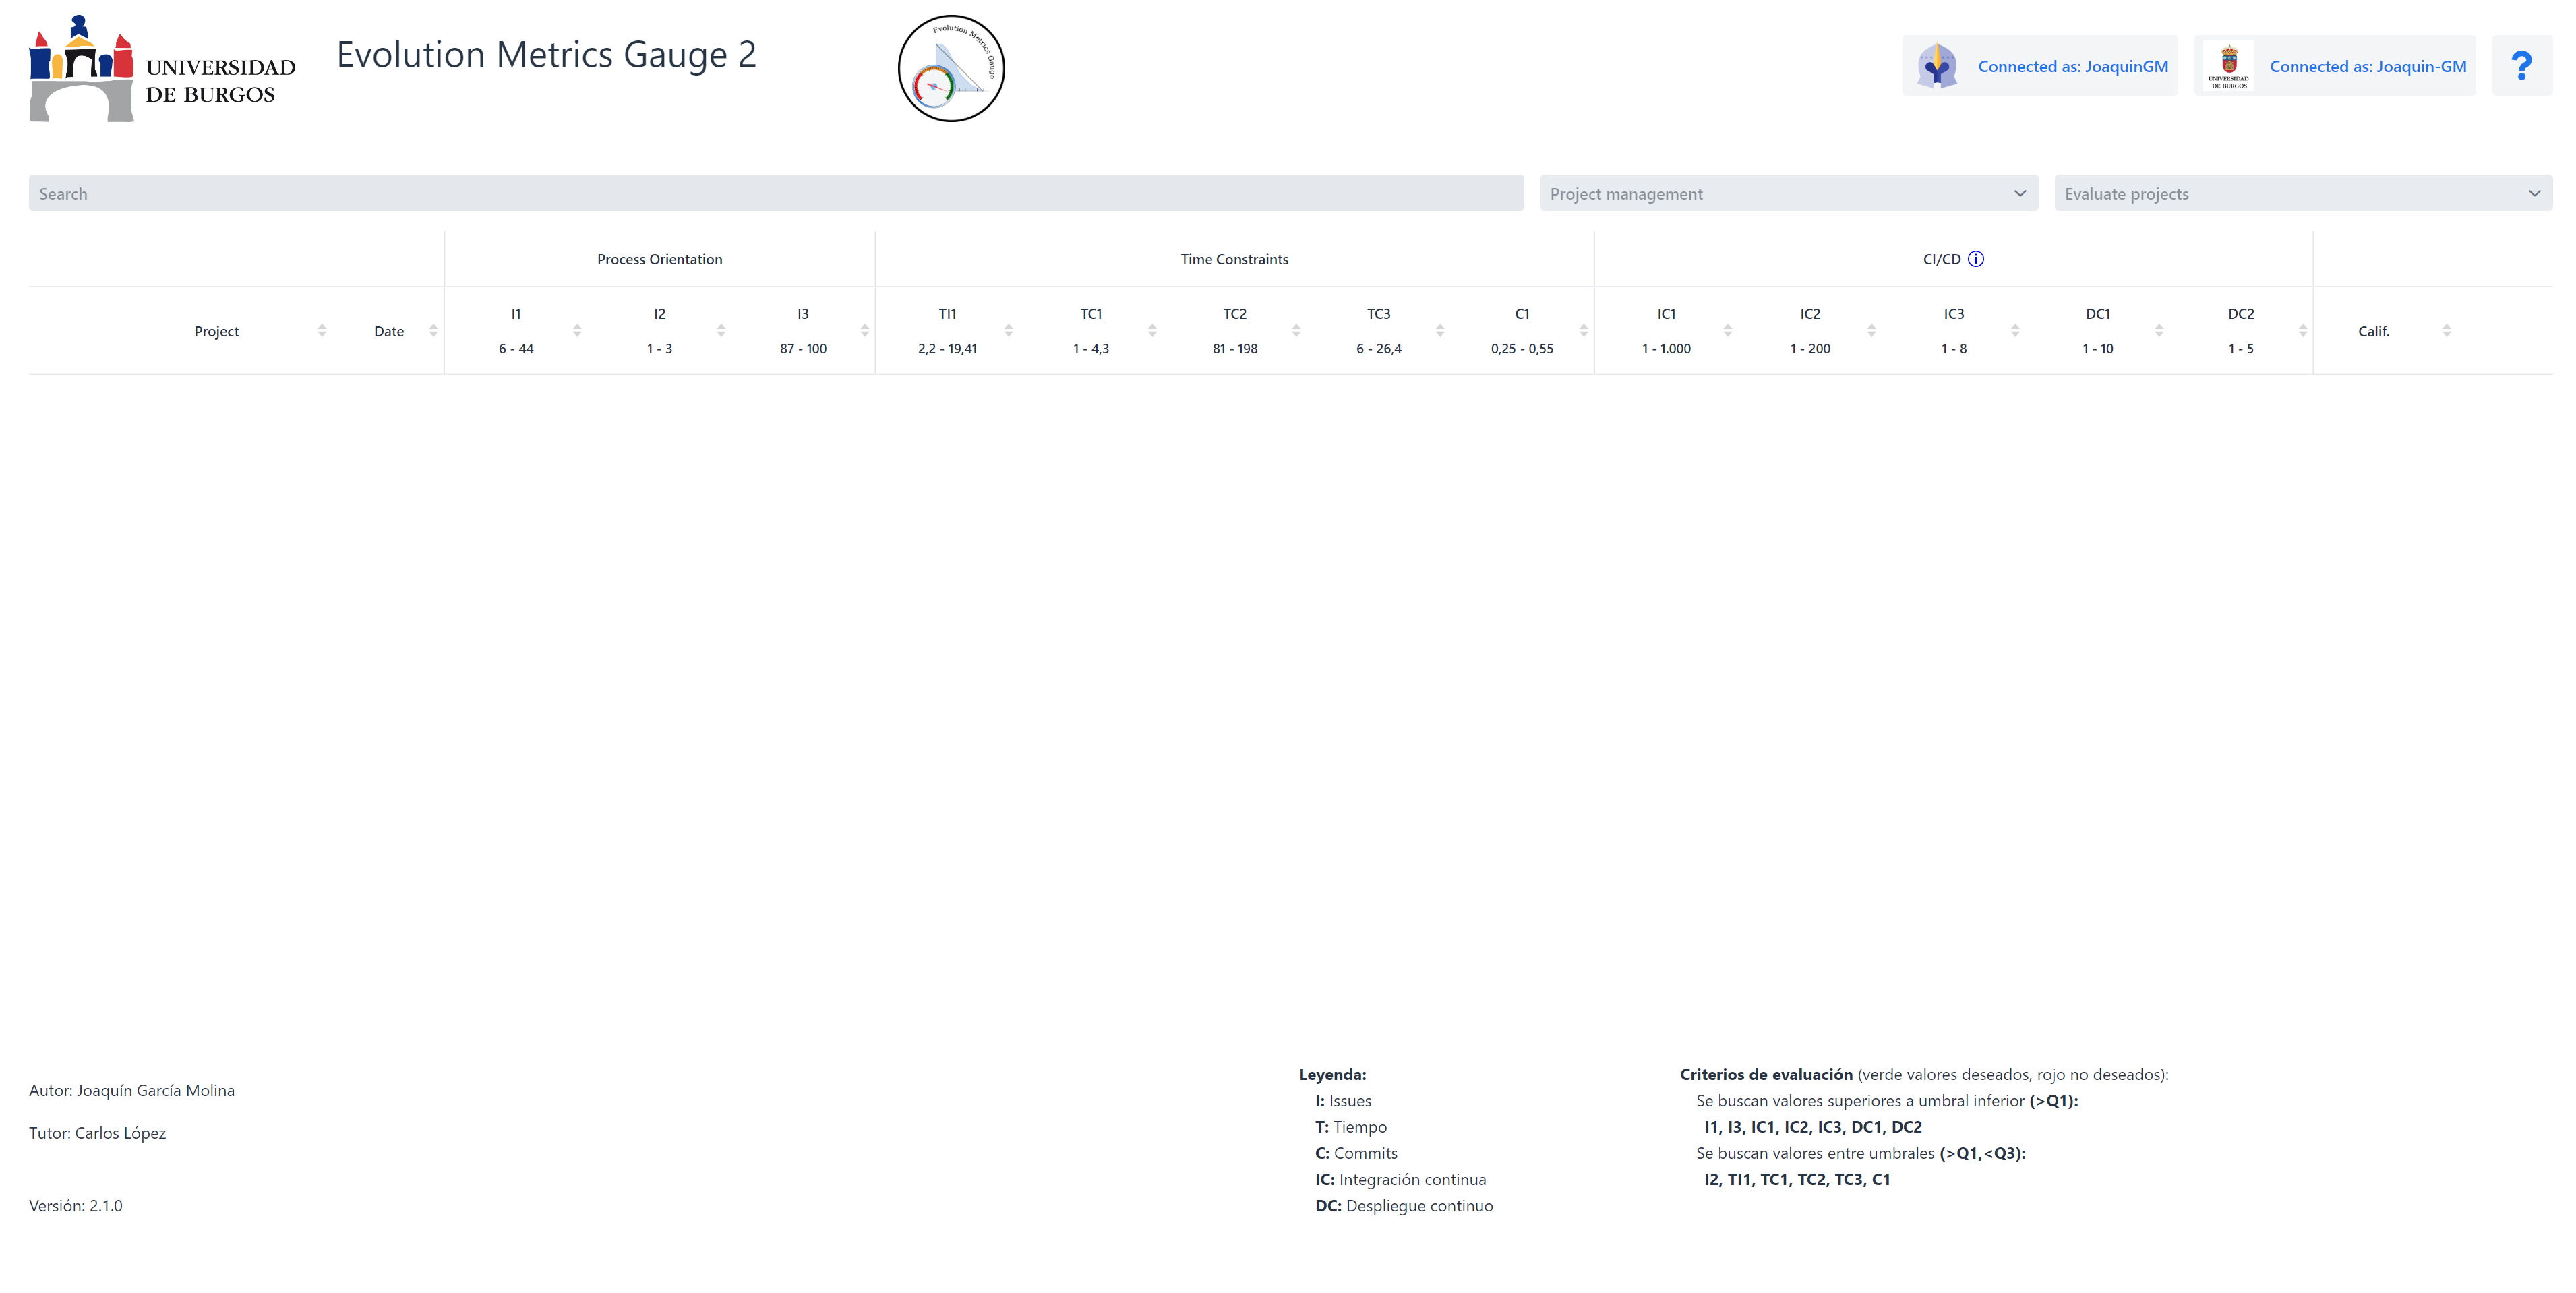 UNIVERSIDAD
DE BURGOS
Evolution Metrics Gauge 2
Evolution Metrics Gauge
Connected as: JoaquinGM
UNIVERSIDAD
DE BURGOS
Connected as: Joaquin-GM
?
Search
Project management
Evaluate projects
Process Orientation
Time Constraints
CI/CD
Project
Date
I1
6 - 44
I2
1 - 3
I3
87 - 100
TI1
2,2 - 19,41
TC1
1 - 4,3
TC2
81 - 198
TC3
6 - 26,4
C1
0,25 - 0,55
IC1
1 - 1.000
IC2
1 - 200
IC3
1 - 8
DC1
1 - 10
DC2
1 - 5
Calif.
Autor: Joaquín García Molina
Tutor: Carlos López
Versión: 2.1.0
Leyenda:
I: Issues
T: Tiempo
C: Commits
IC: Integración continua
DC: Despliegue continuo
Criterios de evaluación (verde valores deseados, rojo no deseados):
Se buscan valores superiores a umbral inferior (>Q1):
I1, I3, IC1, IC2, IC3, DC1, DC2
Se buscan valores entre umbrales (>Q1,<Q3):
I2, TI1, TC1, TC2, TC3, C1